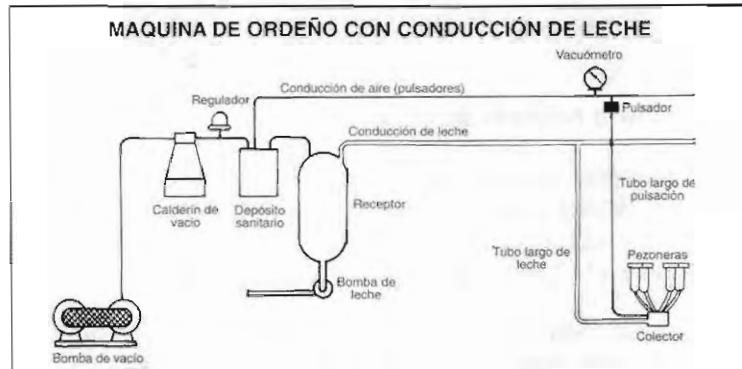 MAQUINA DE ORDEÑO CON CONDUCCIÓN DE LECHE
Vacuómetro
Conducción de aire (pulsadores)
Regulador
Pulsador
Conducción de leche
Calderín de
vacío
Depósito
sanitario
Receptor
Tubo largo de
pulsación
Tubo largo de
leche
Pezoneras
Bomba de
leche
Colector
Bomba de vacío